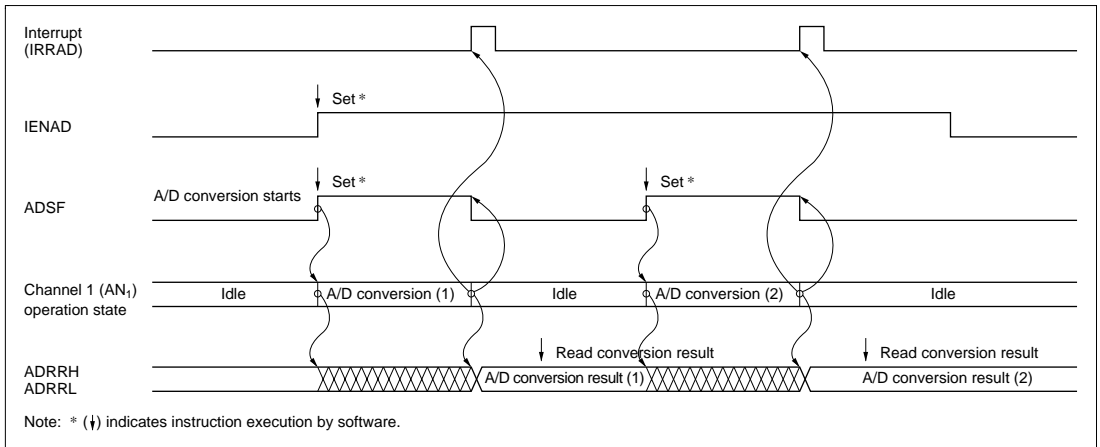 Interrupt
(IRRAD)
Set *
IENAD
A/D conversion starts
Set *
Set *
ADSF
Channel 1 (AN1)
operation state
Idle
A/D conversion (1)
Idle
A/D conversion (2)
Idle
Read conversion result
Read conversion result
ADRRH
ADRRL
A/D conversion result (1)
A/D conversion result (2)
Note: * (↓) indicates instruction execution by software.